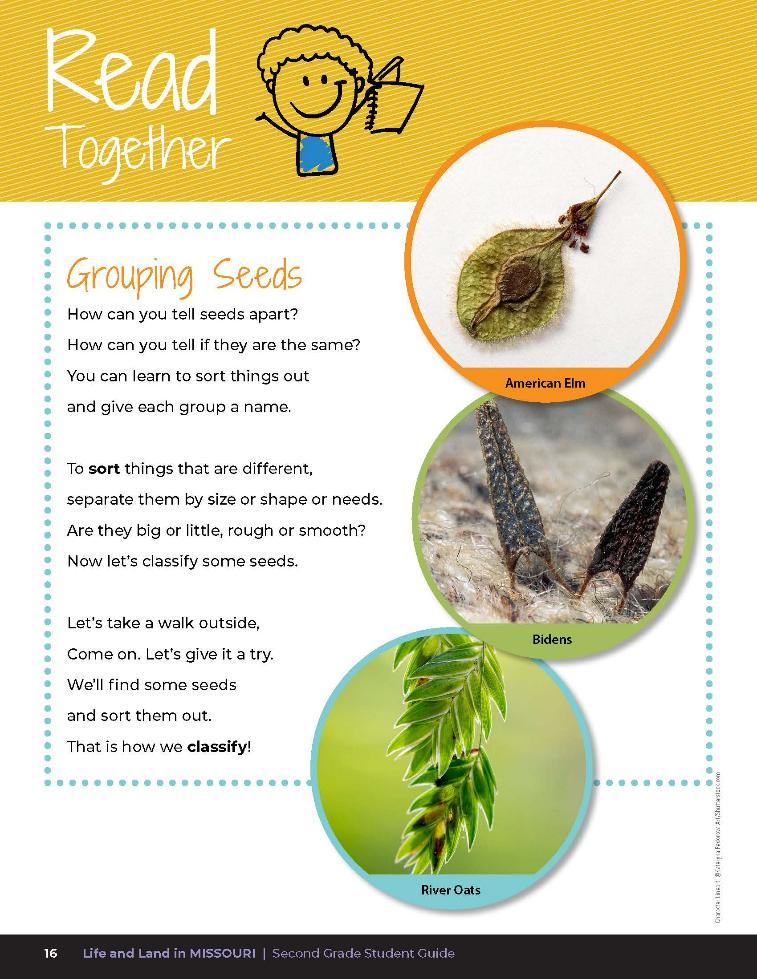 Read
Together
Grouping Seeds
How can you tell seeds apart?
How can you tell if they are the same?
You can learn to sort things out
and give each group a name.
To sort things that are different,
separate them by size or shape or needs.
Are they big or little, rough or smooth?
Now let’s classify some seeds.
Let’s take a walk outside,
Come on. Let’s give it a try.
We’ll find some seeds
and sort them out.
That is how we classify!
American Elm
Bidens
River Oats
16 Life and Land in MISSOURI | Second Grade Student Guide